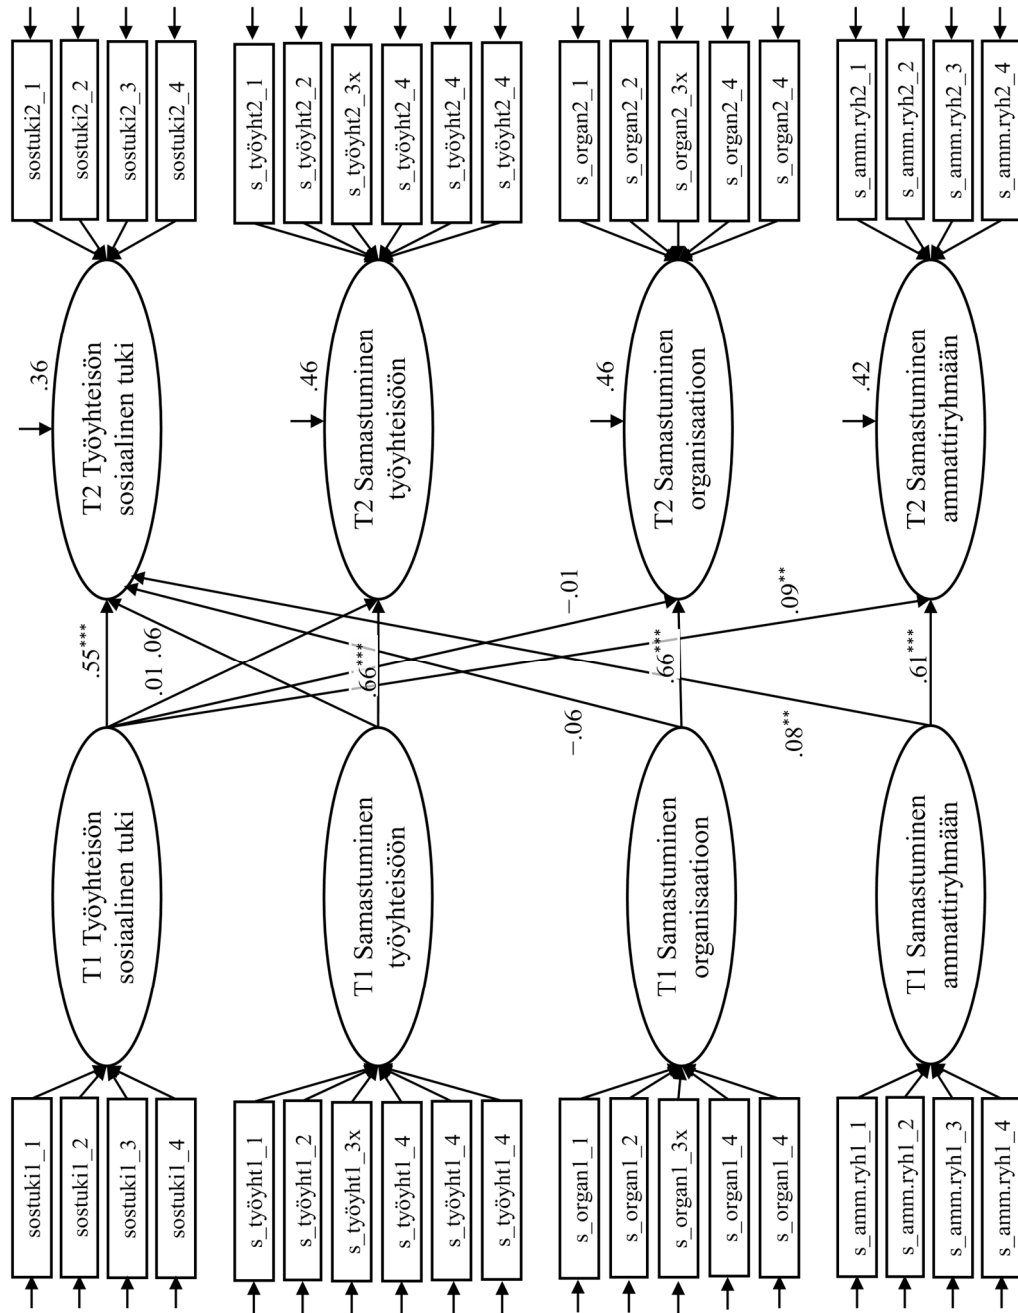 sostuki1_1
sostuki1_2
sostuki1_3
sostuki1_4
T1 Työyhteisön
sosiaalinen tuki
.55***
.01
.06
.36
T2 Työyhteisön
sosiaalinen tuki
sostuki2_1
sostuki2_2
sostuki2_3
sostuki2_4
s_työyht1_1
s_työyht1_2
s_työyht1_3x
s_työyht1_4
s_työyht1_4
s_työyht1_4
T1 Samastuminen
työyhteisöön
.66***
.46
T2 Samastuminen
työyhteisöön
s_työyht2_1
s_työyht2_2
s_työyht2_3x
s_työyht2_4
s_työyht2_4
s_työyht2_4
s_organ1_1
s_organ1_2
s_organ1_3x
s_organ1_4
s_organ1_4
T1 Samastuminen
organisaatioon
−.06
−.01
.66***
.46
T2 Samastuminen
organisaatioon
s_organ2_1
s_organ2_2
s_organ2_3x
s_organ2_4
s_organ2_4
s_amm.ryh1_1
s_amm.ryh1_2
s_amm.ryh1_3
s_amm.ryh1_4
T1 Samastuminen
ammattiryhmään
.08**
.09**
.61***
.42
T2 Samastuminen
ammattiryhmään
s_amm.ryh2_1
s_amm.ryh2_2
s_amm.ryh2_3
s_amm.ryh2_4